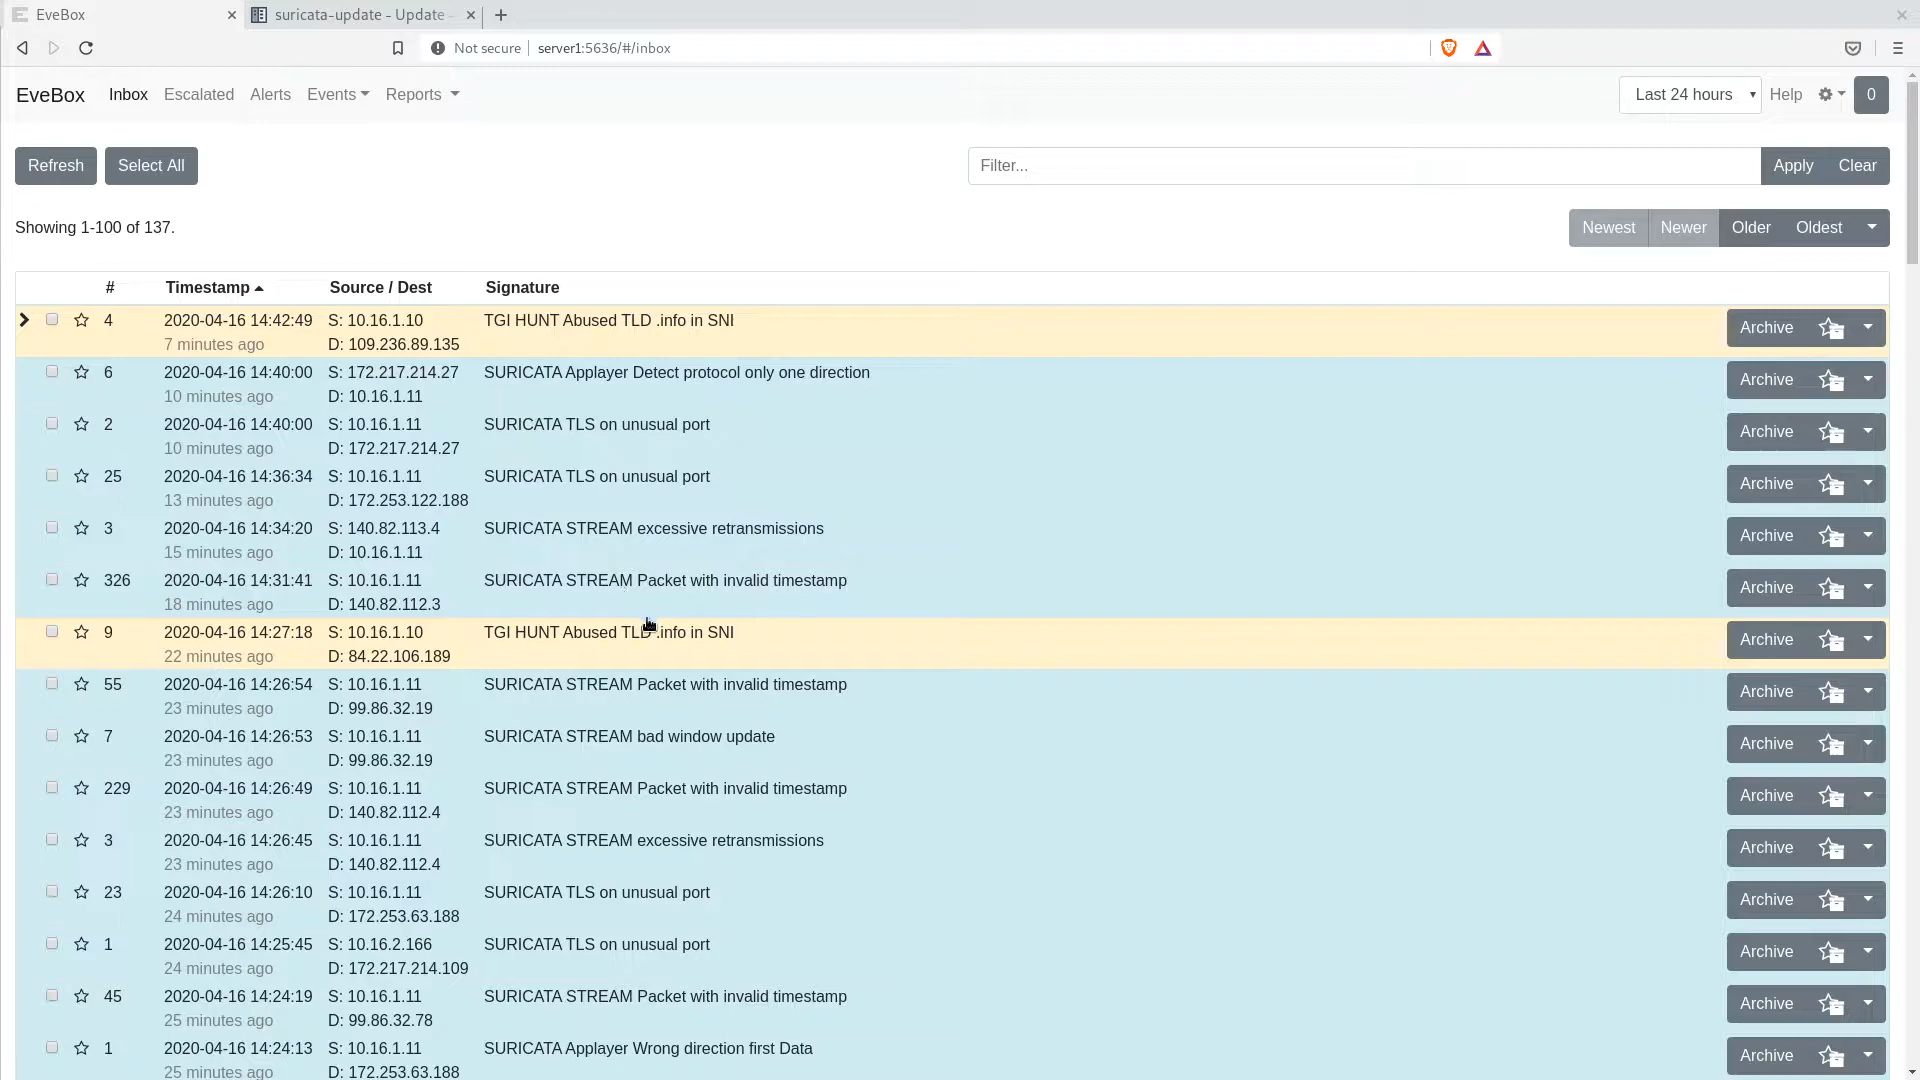 EveBox
suricata-update - Update
Not secure server1:5636/#/inbox
EveBox Inbox Escalated Alerts Events Reports Last 24 hours Help 0
Refresh Select All Filter... Apply Clear
Showing 1-100 of 137. Newest Newer Older Oldest
# Timestamp Source / Dest Signature
4 2020-04-16 14:42:49 S: 10.16.1.10 TGI HUNT Abused TLD .info in SNI Archive
7 minutes ago D: 109.236.89.135
6 2020-04-16 14:40:00 S: 172.217.214.27 SURICATA Applayer Detect protocol only one direction Archive
10 minutes ago D: 10.16.1.11
2 2020-04-16 14:40:00 S: 10.16.1.11 SURICATA TLS on unusual port Archive
10 minutes ago D: 172.217.214.27
25 2020-04-16 14:36:34 S: 10.16.1.11 SURICATA TLS on unusual port Archive
13 minutes ago D: 172.253.122.188
3 2020-04-16 14:34:20 S: 140.82.113.4 SURICATA STREAM excessive retransmissions Archive
15 minutes ago D: 10.16.1.11
326 2020-04-16 14:31:41 S: 10.16.1.11 SURICATA STREAM Packet with invalid timestamp Archive
18 minutes ago D: 140.82.112.3
9 2020-04-16 14:27:18 S: 10.16.1.10 TGI HUNT Abused TLD .info in SNI Archive
22 minutes ago D: 84.22.106.189
55 2020-04-16 14:26:54 S: 10.16.1.11 SURICATA STREAM Packet with invalid timestamp Archive
23 minutes ago D: 99.86.32.19
7 2020-04-16 14:26:53 S: 10.16.1.11 SURICATA STREAM bad window update Archive
23 minutes ago D: 99.86.32.19
229 2020-04-16 14:26:49 S: 10.16.1.11 SURICATA STREAM Packet with invalid timestamp Archive
23 minutes ago D: 140.82.112.4
3 2020-04-16 14:26:45 S: 10.16.1.11 SURICATA STREAM excessive retransmissions Archive
23 minutes ago D: 140.82.112.4
23 2020-04-16 14:26:10 S: 10.16.1.11 SURICATA TLS on unusual port Archive
24 minutes ago D: 172.253.63.188
1 2020-04-16 14:25:45 S: 10.16.2.166 SURICATA TLS on unusual port Archive
24 minutes ago D: 172.217.214.109
45 2020-04-16 14:24:19 S: 10.16.1.11 SURICATA STREAM Packet with invalid timestamp Archive
25 minutes ago D: 99.86.32.78
1 2020-04-16 14:24:13 S: 10.16.1.11 SURICATA Applayer Wrong direction first Data Archive
25 minutes ago D: 172.253.63.188